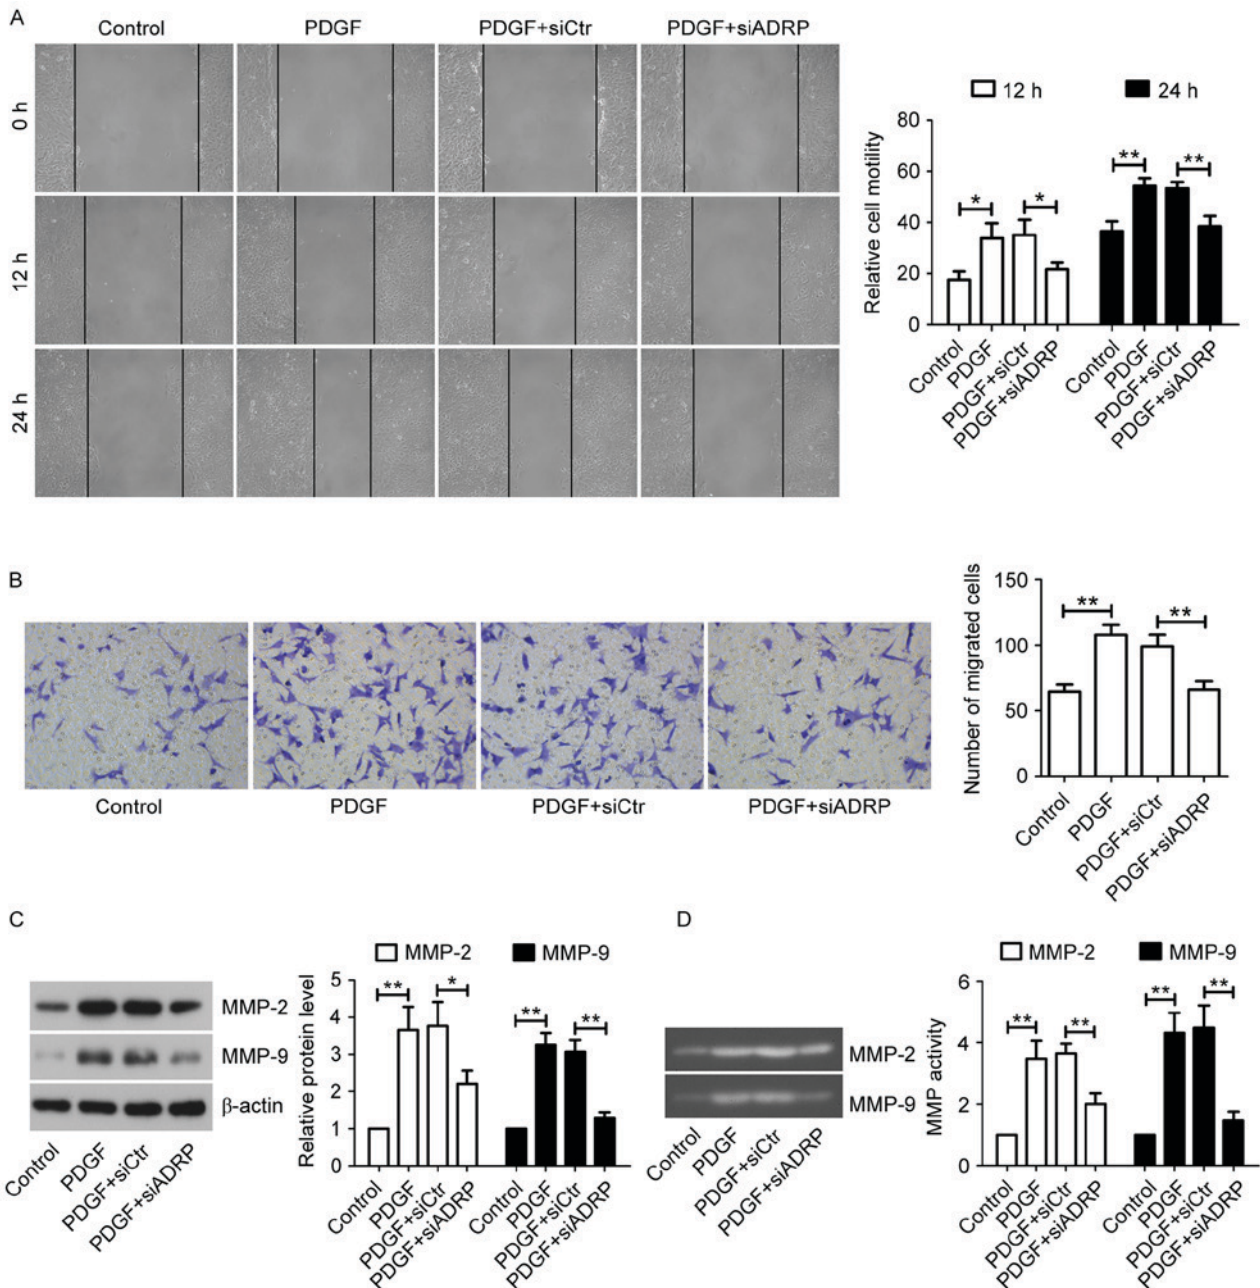 A
Control PDGF PDGF+siCtr PDGF+siADRP
0 h
12 h
24 h
12 h 24 h
Relative cell motility
80
60
40
20
0
* * ** **
Control PDGF PDGF+siCtr PDGF+siADRP Control PDGF PDGF+siCtr PDGF+siADRP
B
Control PDGF PDGF+siCtr PDGF+siADRP
Number of migrated cells
150
100
50
0
** **
Control PDGF PDGF+siCtr PDGF+siADRP
C
MMP-2
MMP-9
β-actin
Control PDGF PDGF+siCtr PDGF+siADRP
MMP-2 MMP-9
Relative protein level
5
4
3
2
1
0
** * ** **
Control PDGF PDGF+siCtr PDGF+siADRP Control PDGF PDGF+siCtr PDGF+siADRP
D
MMP-2
MMP-9
Control PDGF PDGF+siCtr PDGF+siADRP
MMP-2 MMP-9
MMP activity
6
4
2
0
** ** ** **
Control PDGF PDGF+siCtr PDGF+siADRP Control PDGF PDGF+siCtr PDGF+siADRP